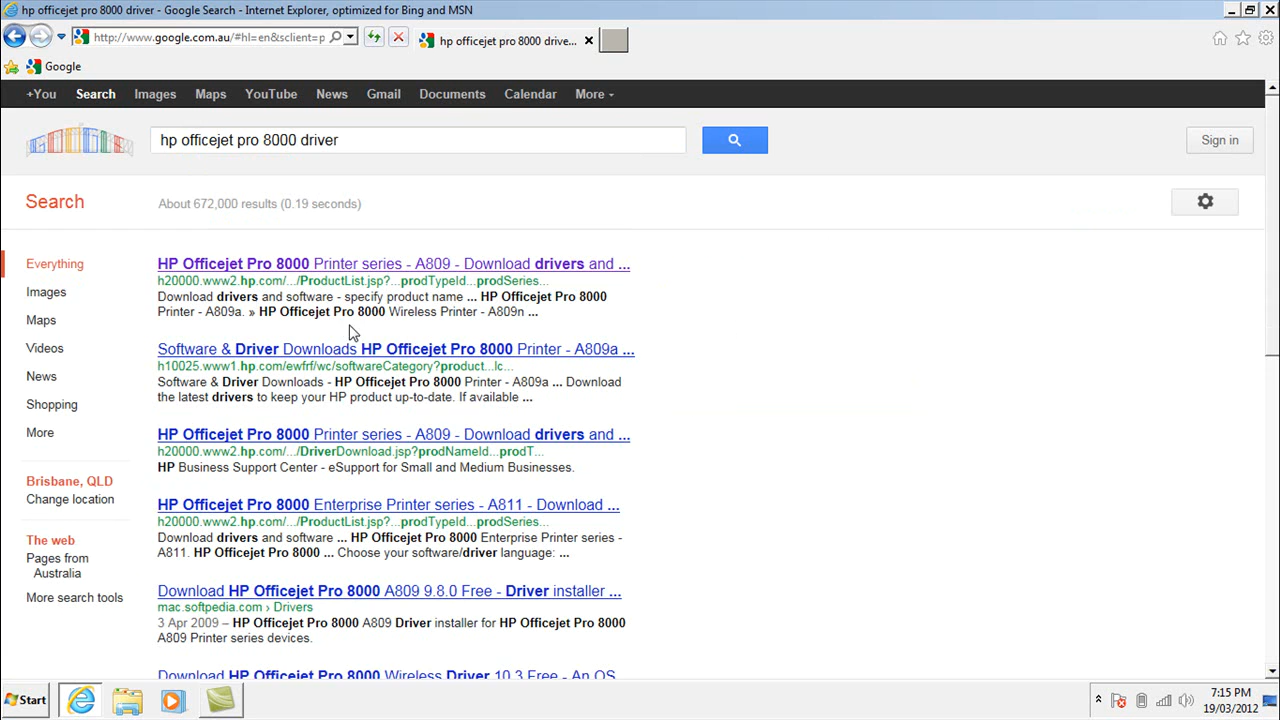 hp officejet pro 8000 driver - Google Search - Internet Explorer, optimized for Bing and MSN
http://www.google.com.au/#hl=en&sclient=p
hp officejet pro 8000 drive...
Google
+You Search Images Maps YouTube News Gmail Documents Calendar More
hp officejet pro 8000 driver
Sign in
Search
About 672,000 results (0.19 seconds)
Everything
Images
Maps
Videos
News
Shopping
More
Brisbane, QLD
Change location
The web
Pages from
Australia
More search tools
HP Officejet Pro 8000 Printer series - A809 - Download drivers and ...
h20000.www2.hp.com/.../ProductList.jsp?...prodTypeId...prodSeries...
Download drivers and software - specify product name ... HP Officejet Pro 8000
Printer - A809a. » HP Officejet Pro 8000 Wireless Printer - A809n ...
Software & Driver Downloads HP Officejet Pro 8000 Printer - A809a ...
h10025.www1.hp.com/ewfrf/wc/softwareCategory?product...lc...
Software & Driver Downloads - HP Officejet Pro 8000 Printer - A809a ... Download
the latest drivers to keep your HP product up-to-date. If available ...
HP Officejet Pro 8000 Printer series - A809 - Download drivers and ...
h20000.www2.hp.com/.../DriverDownload.jsp?prodNameId...prodT...
HP Business Support Center - eSupport for Small and Medium Businesses.
HP Officejet Pro 8000 Enterprise Printer series - A811 - Download ...
h20000.www2.hp.com/.../ProductList.jsp?...prodTypeId...prodSeries...
Download drivers and software ... HP Officejet Pro 8000 Enterprise Printer series -
A811. HP Officejet Pro 8000 ... Choose your software/driver language: ...
Download HP Officejet Pro 8000 A809 9.8.0 Free - Driver installer ...
mac.softpedia.com › Drivers
3 Apr 2009 – HP Officejet Pro 8000 A809 Driver installer for HP Officejet Pro 8000
A809 Printer series devices.
Download HP Officejet Pro 8000 Wireless Driver 10.3 Free - An OS
Start
7:15 PM
19/03/2012